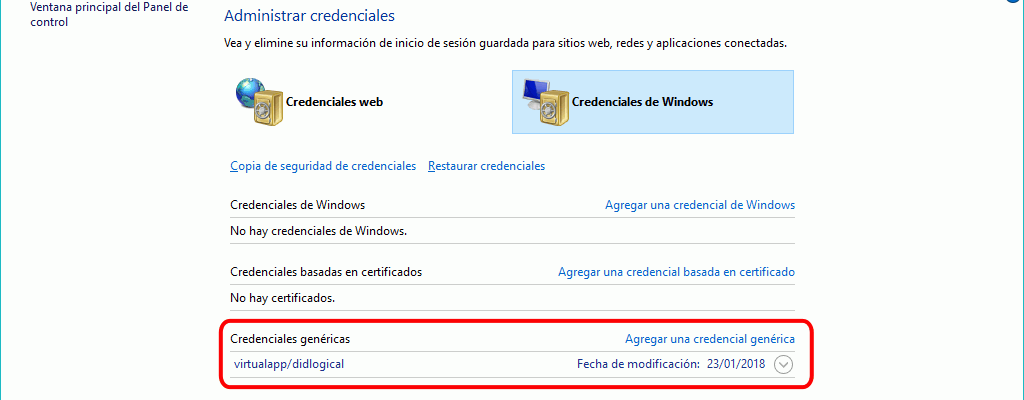 Ventana principal del Panel de
control
Administrar credenciales
Vea y elimine su información de inicio de sesión guardada para sitios web, redes y aplicaciones conectadas.
Credenciales web
Credenciales de Windows
Copia de seguridad de credenciales Restaurar credenciales
Credenciales de Windows Agregar una credencial de Windows
No hay credenciales de Windows.
Credenciales basadas en certificados Agregar una credencial basada en certificado
No hay certificados.
Credenciales genéricas Agregar una credencial genérica
virtualapp/didlogical Fecha de modificación: 23/01/2018